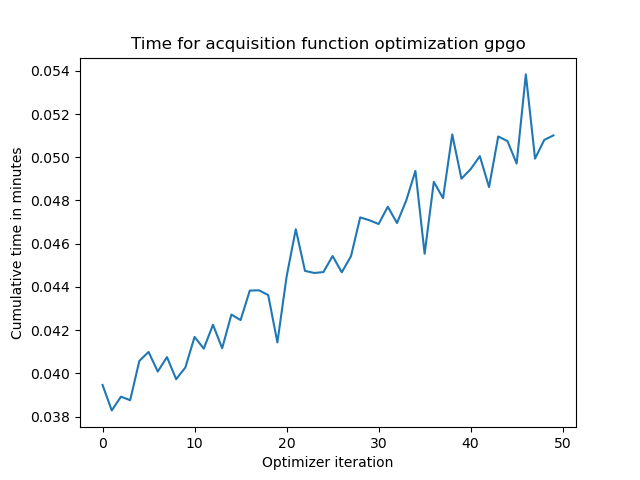 Time for acquisition function optimization gpgo
0.054
0.052
0.050
0.048
0.046
0.044
0.042
0.040
0.038
Cumulative time in minutes
0 10 20 30 40 50
Optimizer iteration